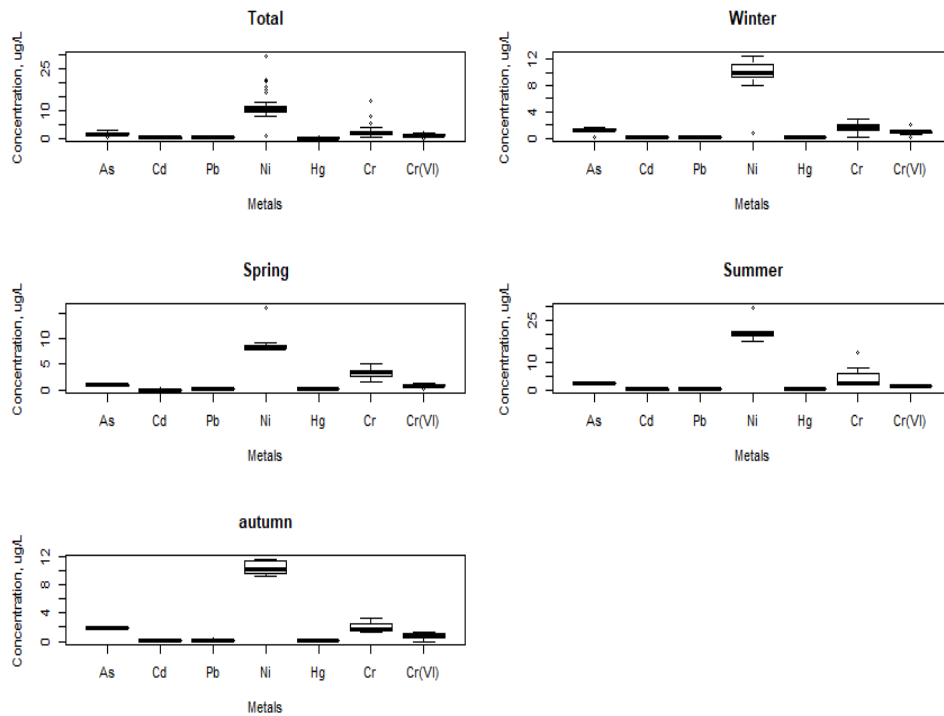 Total
Concentration, ug/L
0 10 25
As Cd Pb Ni Hg Cr Cr(VI)
Metals
Winter
Concentration, ug/L
0 4 8 12
As Cd Pb Ni Hg Cr Cr(VI)
Metals
Spring
Concentration, ug/L
0 5 10
As Cd Pb Ni Hg Cr Cr(VI)
Metals
Summer
Concentration, ug/L
0 10 25
As Cd Pb Ni Hg Cr Cr(VI)
Metals
autumn
Concentration, ug/L
0 4 8 12
As Cd Pb Ni Hg Cr Cr(VI)
Metals